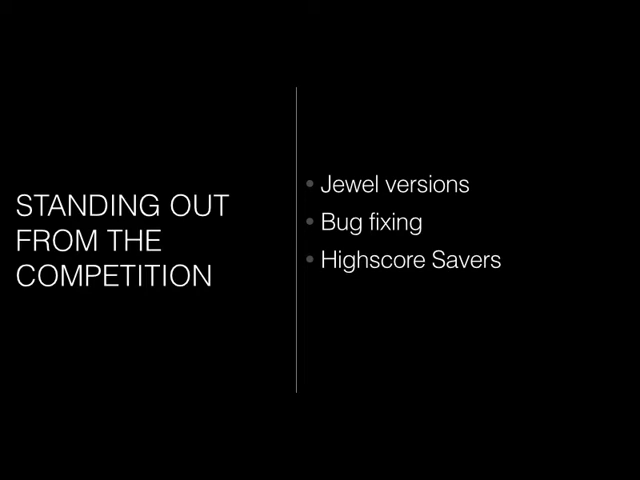 STANDING OUT
FROM THE
COMPETITION
• Jewel versions
• Bug fixing
• Highscore Savers